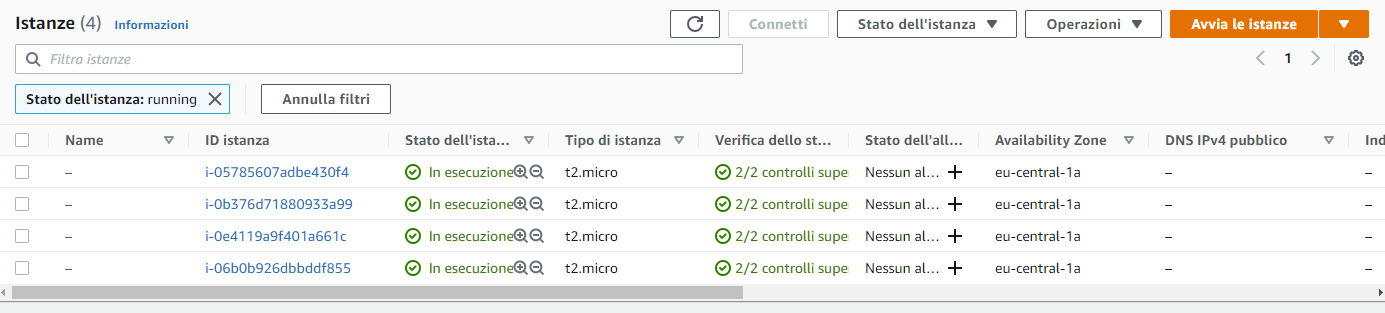 Istanze (4) Informazioni Connetti Stato dell'istanza Operazioni Avvia le istanze
Filtra istanze 1
Stato dell'istanza: running Annulla filtri
Name ID istanza Stato dell'ista... Tipo di istanza Verifica dello st... Stato dell'all... Availability Zone DNS IPv4 pubblico Ind
– i-05785607adbe430f4 In esecuzione t2.micro 2/2 controlli supe Nessun al... eu-central-1a – –
– i-0b376d71880933a99 In esecuzione t2.micro 2/2 controlli supe Nessun al... eu-central-1a – –
– i-0e4119a9f401a661c In esecuzione t2.micro 2/2 controlli supe Nessun al... eu-central-1a – –
– i-06b0b926dbbddf855 In esecuzione t2.micro 2/2 controlli supe Nessun al... eu-central-1a – –